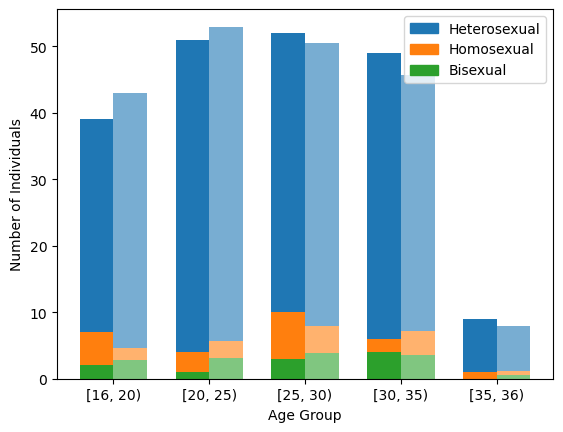 Heterosexual
Homosexual
Bisexual
50
40
30
20
10
0
Number of Individuals
[16, 20)
[20, 25)
[25, 30)
[30, 35)
[35, 36)
Age Group